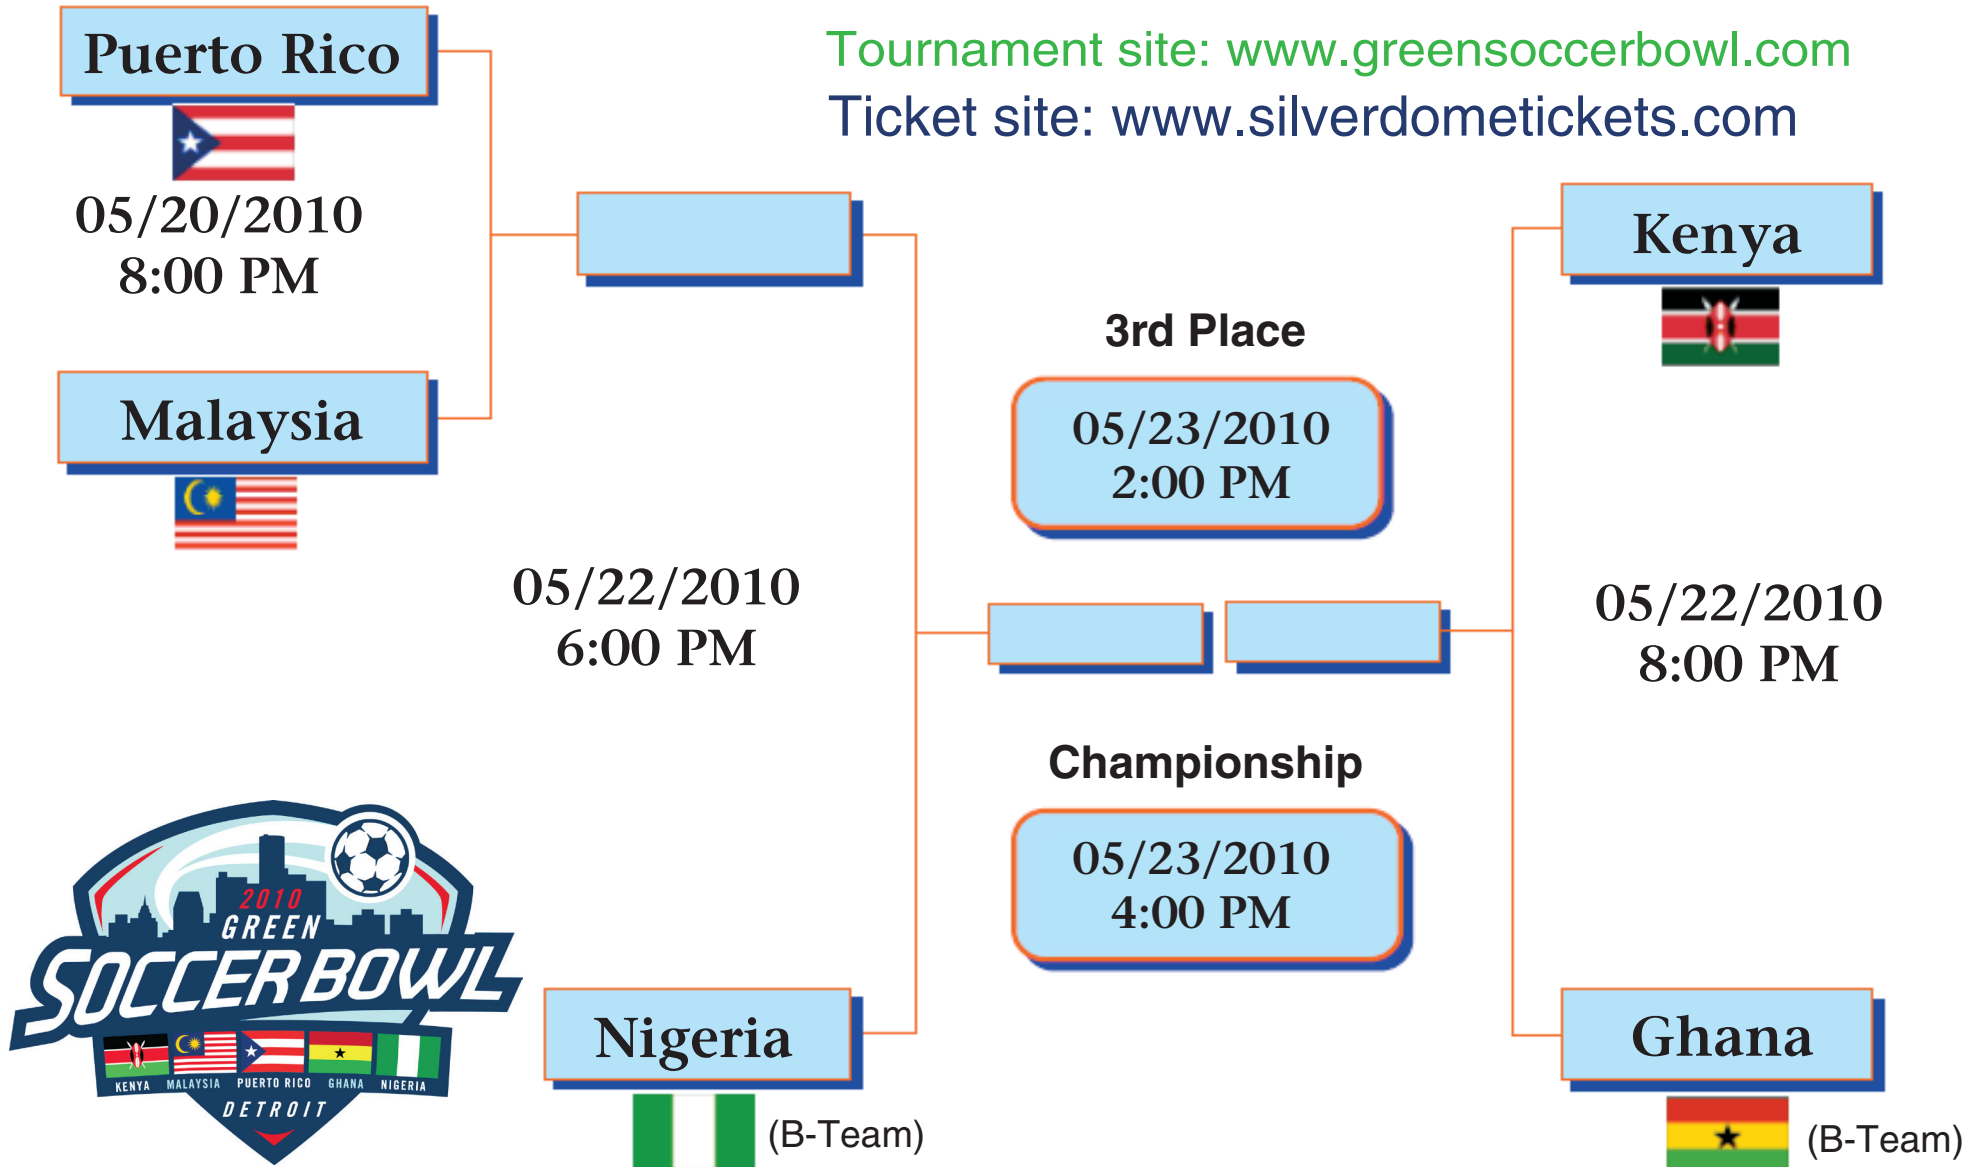 Puerto Rico
Tournament site: www.greensoccerbowl.com
Ticket site: www.silverdometickets.com
05/20/2010
8:00 PM
Malaysia
05/22/2010
6:00 PM
Nigeria
(B-Team)
3rd Place
05/23/2010
2:00 PM
Championship
05/23/2010
4:00 PM
Kenya
05/22/2010
8:00 PM
Ghana
(B-Team)
2010
GREEN
SOCCER BOWL
KENYA MALAYSIA PUERTO RICO GHANA NIGERIA
DETROIT